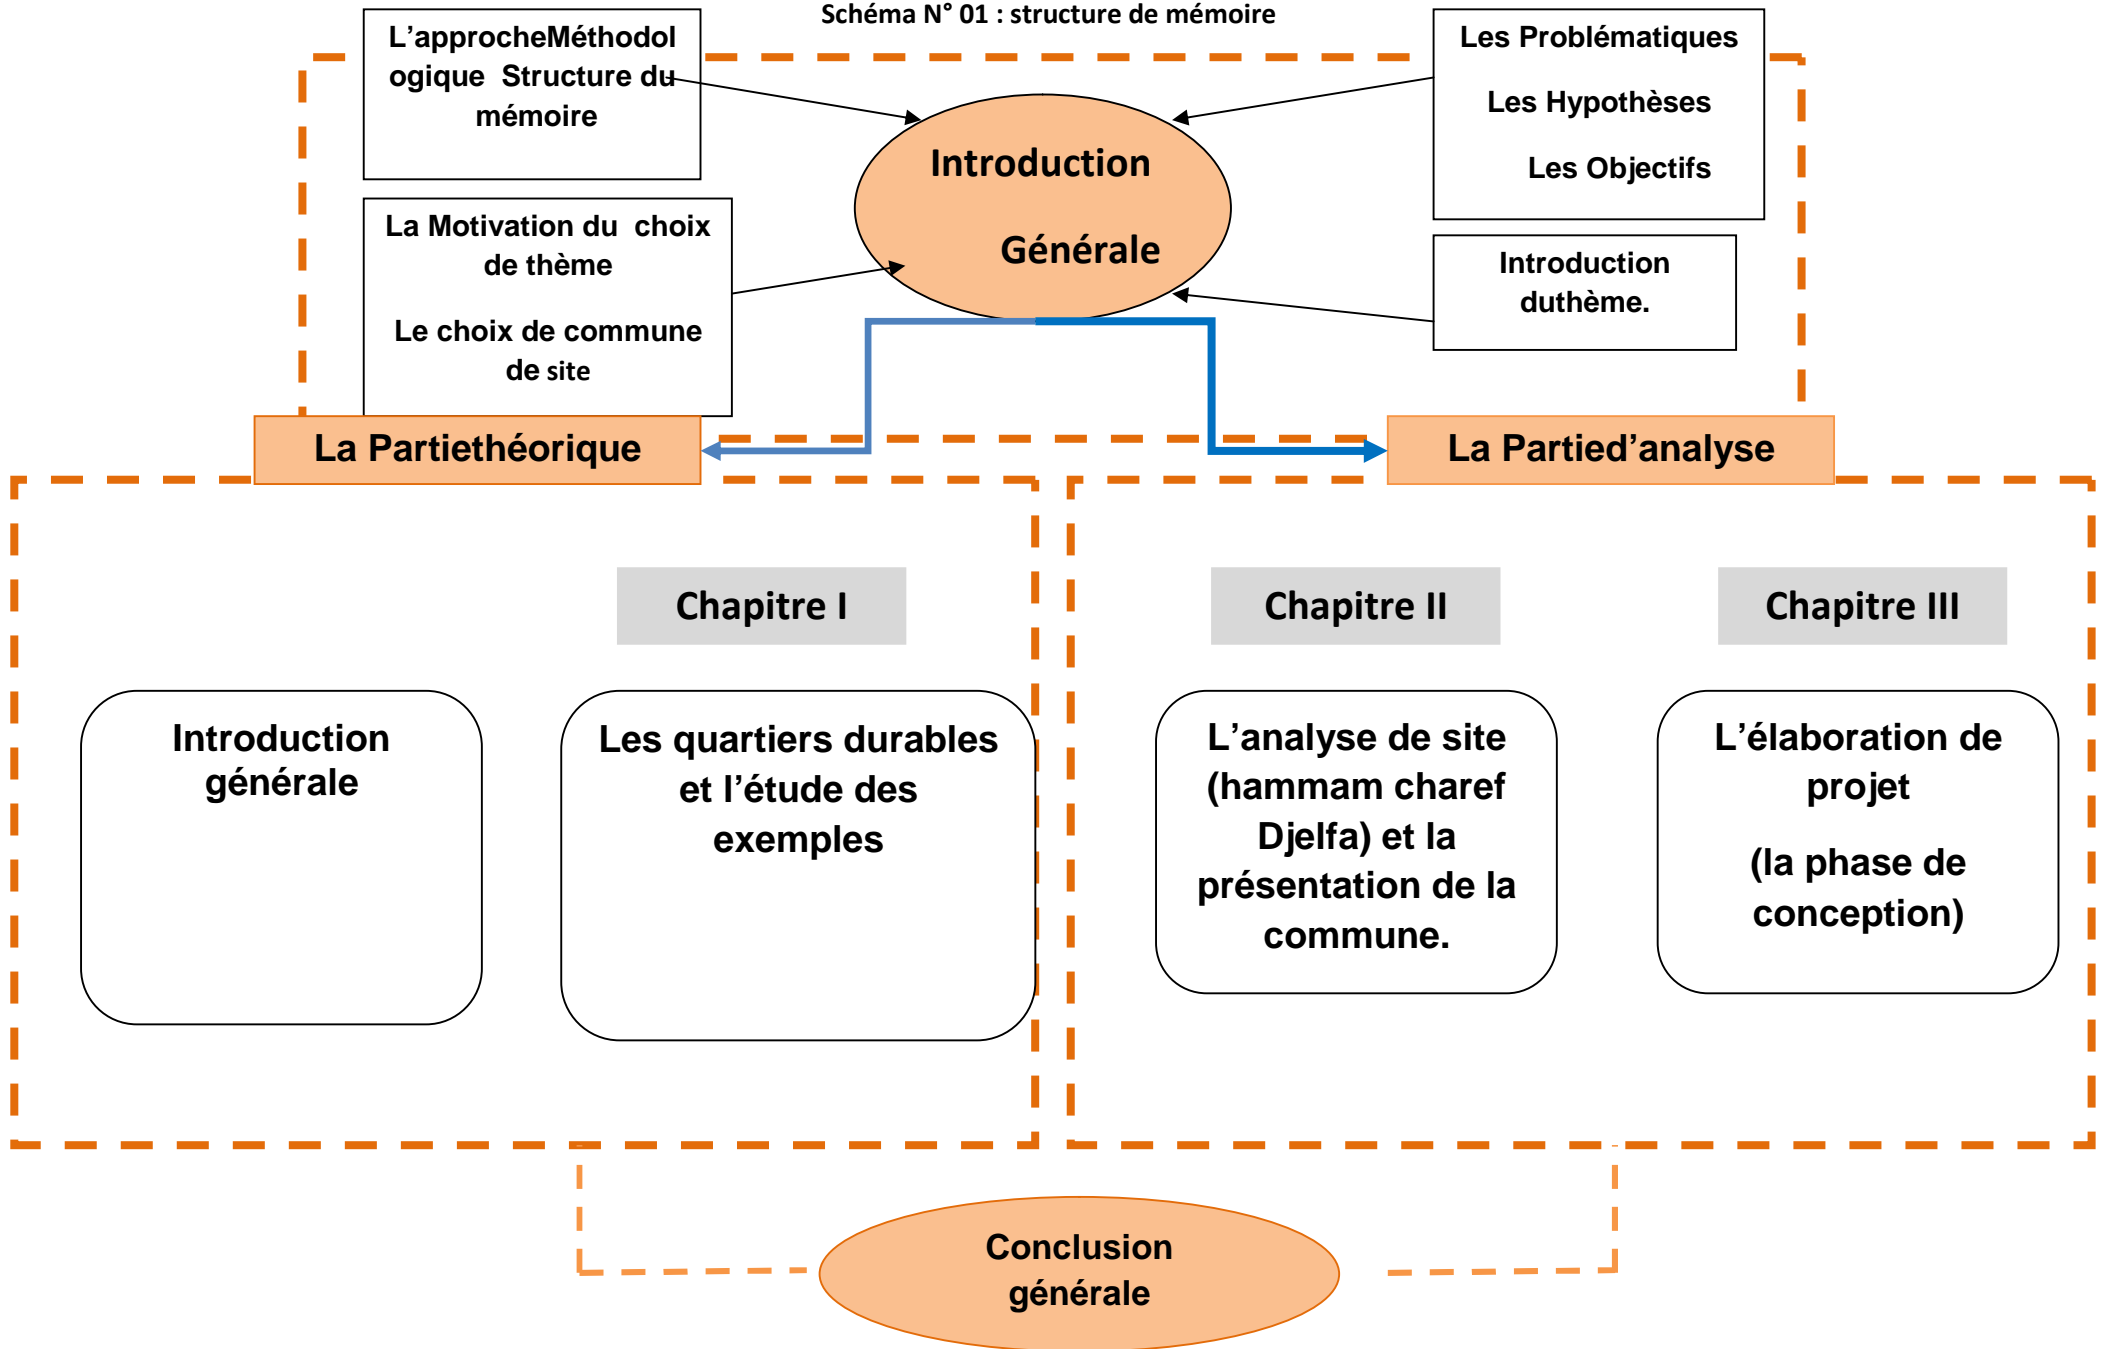 Schéma N° 01 : structure de mémoire
L'approcheMéthodol
ogique Structure du
mémoire
Les Problématiques
Les Hypothèses
Les Objectifs
Introduction
Générale
La Motivation du choix
de thème
Le choix de commune
de site
Introduction
duthème.
La Partiethéorique
La Partied'analyse
Chapitre I
Chapitre II
Chapitre III
Introduction
générale
Les quartiers durables
et l'étude des
exemples
L'analyse de site
(hammam charef
Djelfa) et la
présentation de la
commune.
L'élaboration de
projet
(la phase de
conception)
Conclusion
générale